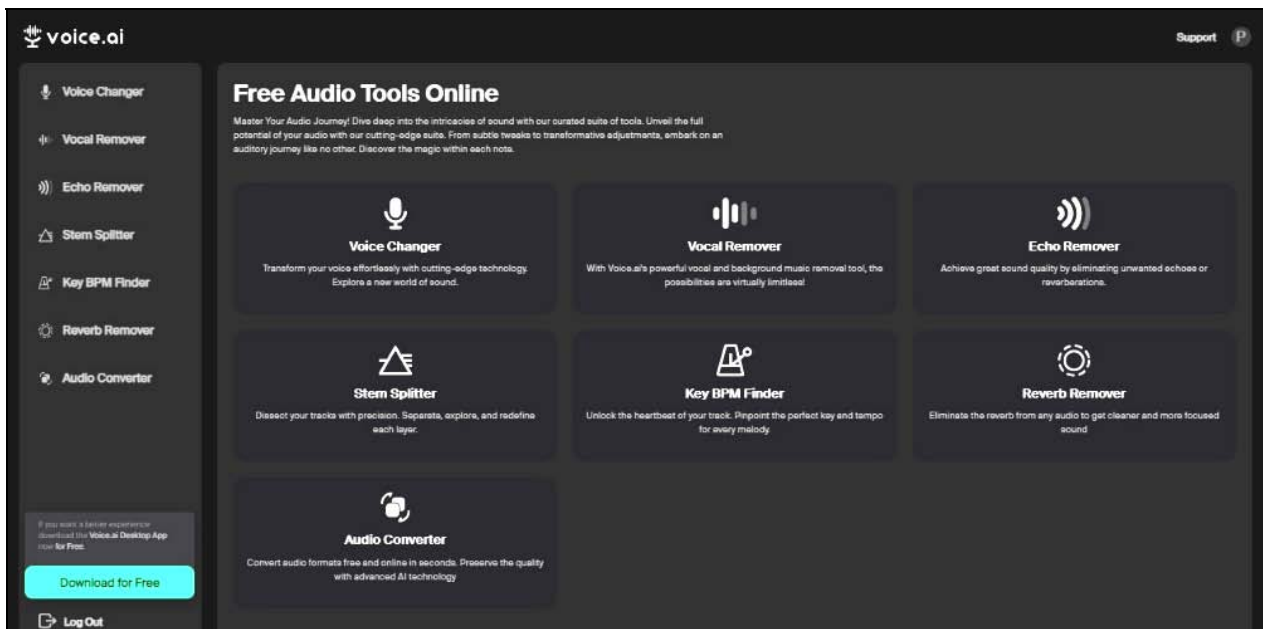 voice.ai
Support
P
Voice Changer
Vocal Remover
Echo Remover
Stem Splitter
Key BPM Finder
Reverb Remover
Audio Converter
If you want a better experience
download the Voice.ai Desktop App
now for Free.
Download for Free
Log Out
Free Audio Tools Online
Master Your Audio Journey! Dive deep into the intricacies of sound with our curated suite of tools. Unveil the full
potential of your audio with our cutting-edge suite. From subtle tweaks to transformative adjustments, embark on an
auditory journey like no other. Discover the magic within each note.
Voice Changer
Transform your voice effortlessly with cutting-edge technology.
Explore a new world of sound.
Vocal Remover
With Voice.ai's powerful vocal and background music removal tool, the
possibilities are virtually limitless!
Echo Remover
Achieve great sound quality by eliminating unwanted echoes or
reverberations.
Stem Splitter
Dissect your tracks with precision. Separate, explore, and redefine
each layer.
Key BPM Finder
Unlock the heartbeat of your track. Pinpoint the perfect key and tempo
for every melody.
Reverb Remover
Eliminate the reverb from any audio to get cleaner and more focused
sound
Audio Converter
Convert audio formats free and online in seconds. Preserve the quality
with advanced AI technology